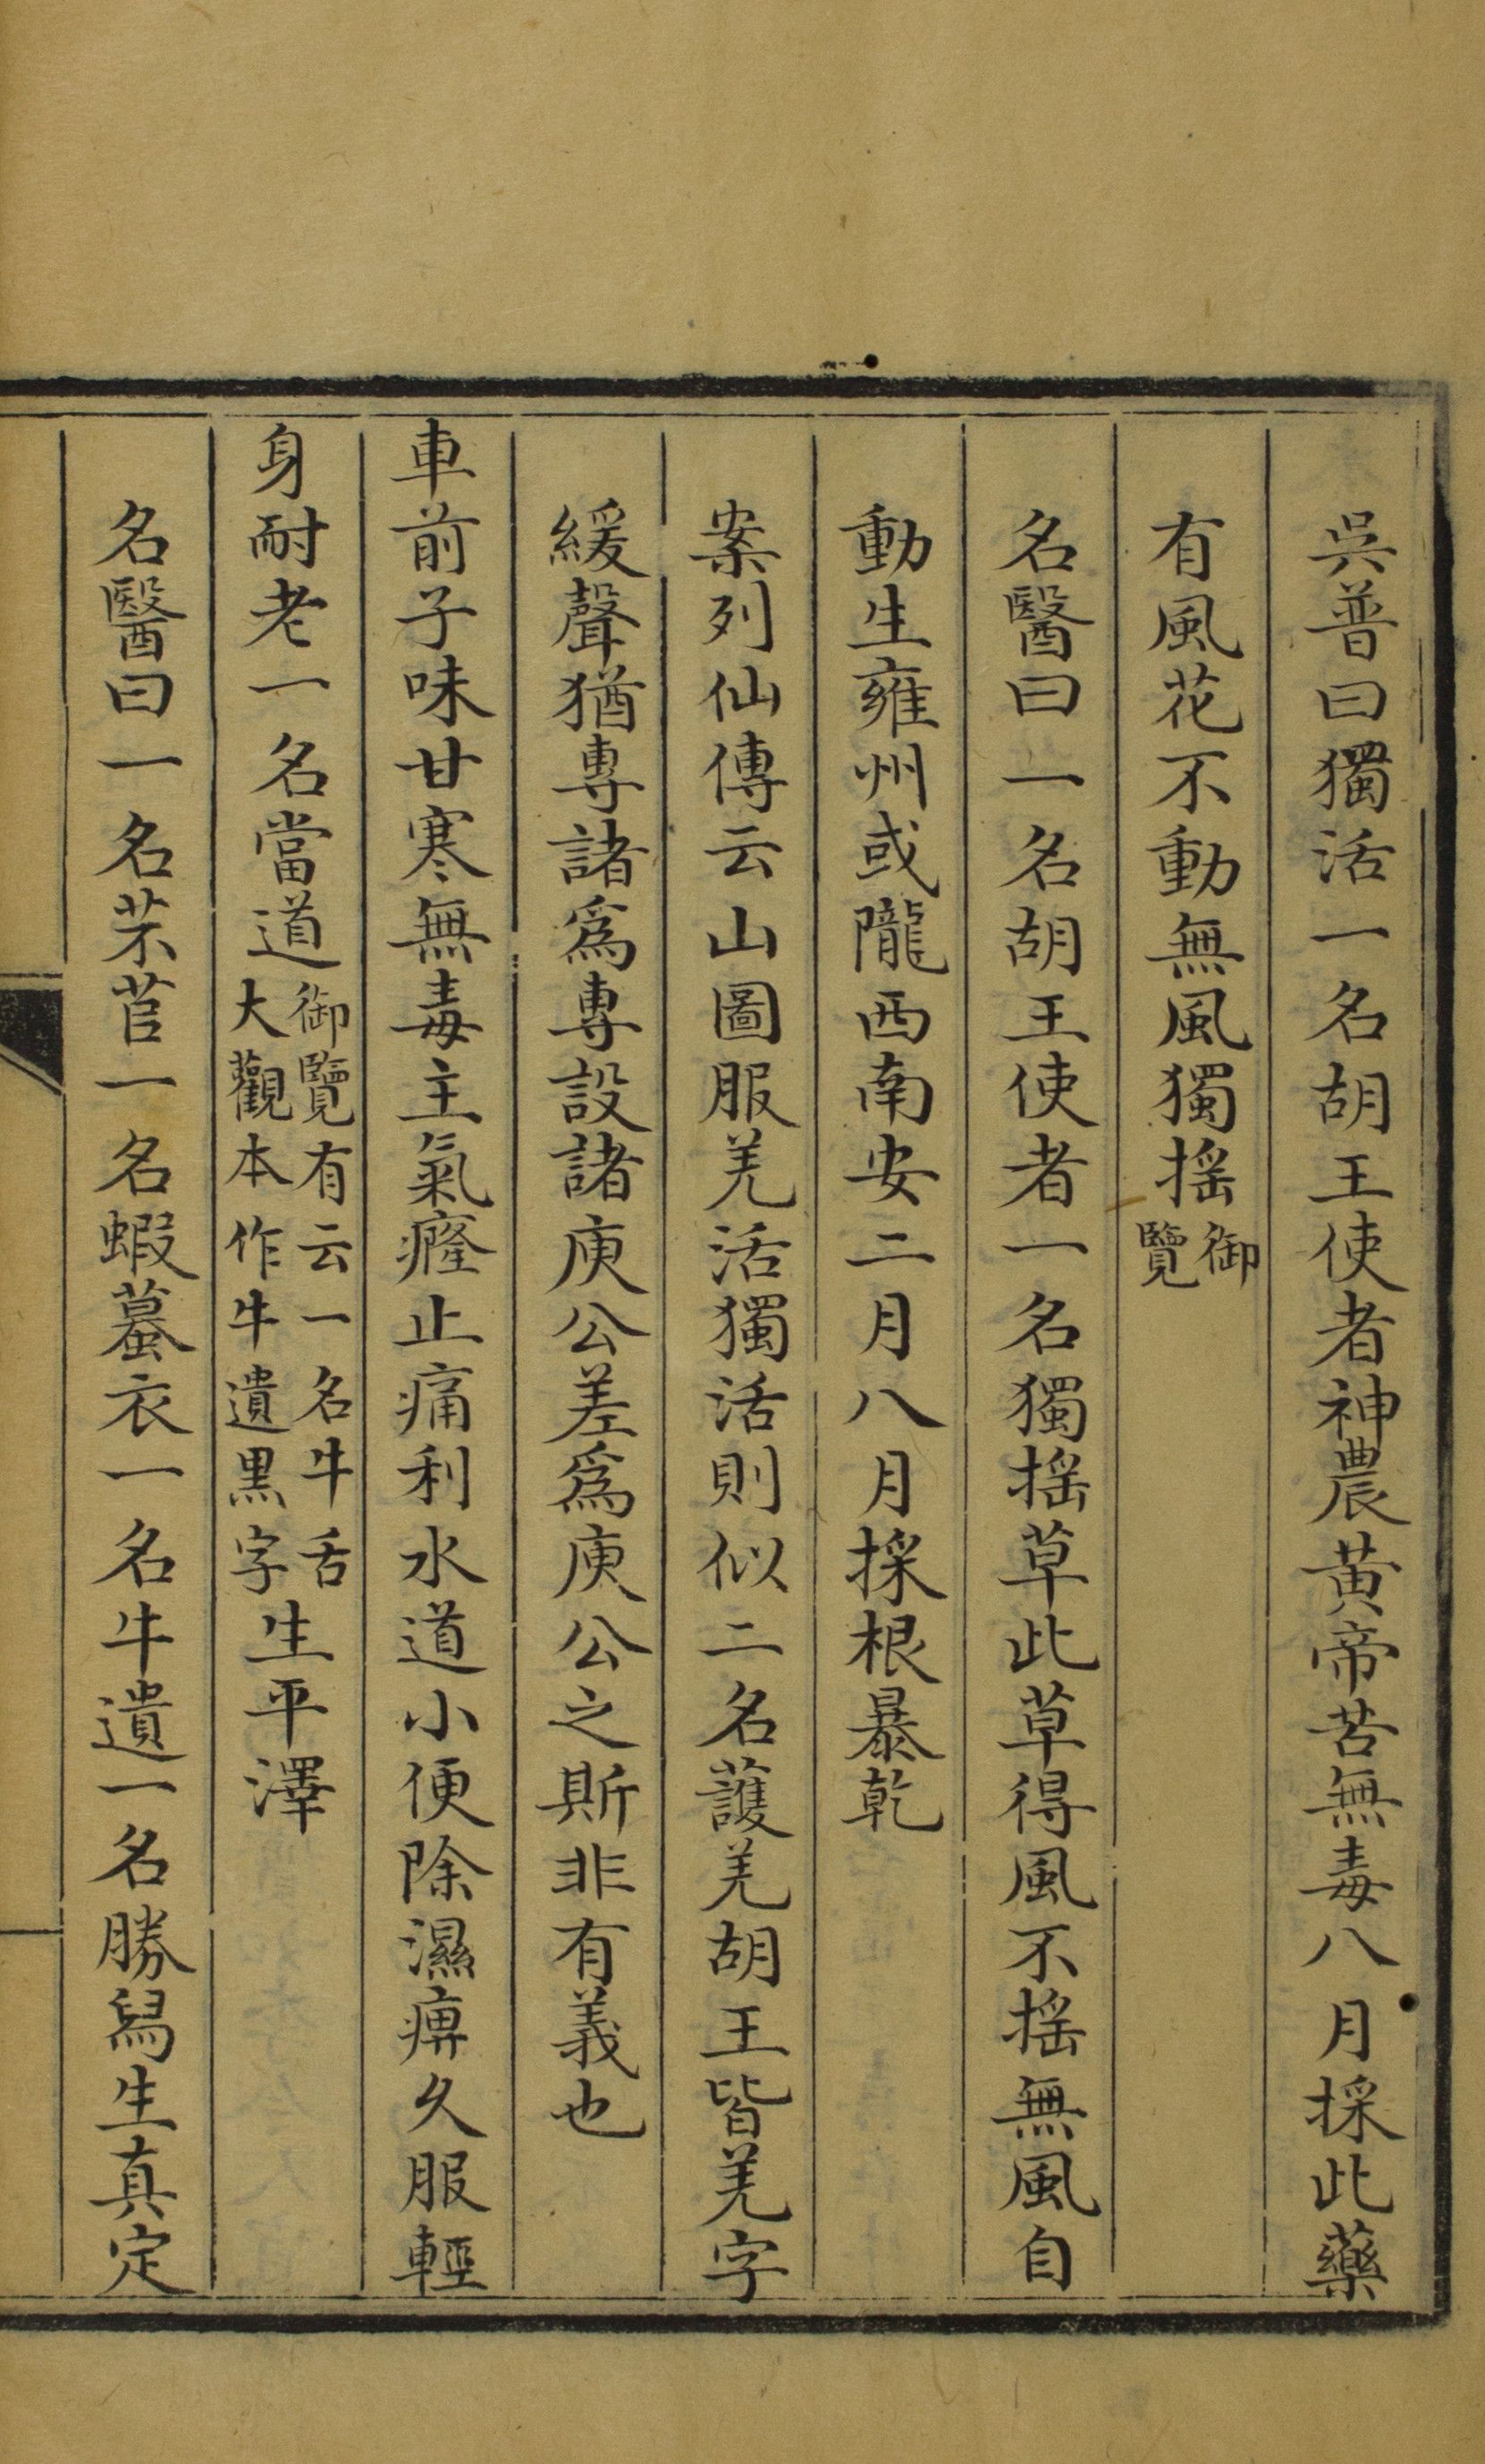 吳普曰獨活一名胡王使者神農黃帝苦無毒八月採此藥
有風花不動無風獨搖御覽
名醫曰一名胡王使者一名獨搖草此草得風不搖無風自
動生雍州或隴西南安二月八月採根暴乾
案列仙傳云山圖服羌活獨活則似二名護羌胡王皆羌字
緩聲猶專諸爲專設諸庾公差爲庾公之斯非有義也
車前子味甘寒無毒主氣癃止痛利水道小便除濕痹久服輕
身耐老一名當道御覽有云一名牛舌大觀本作牛遺黑字生平澤
名醫曰一名芣苢一名蝦蟇衣一名牛遺一名勝舄生真定